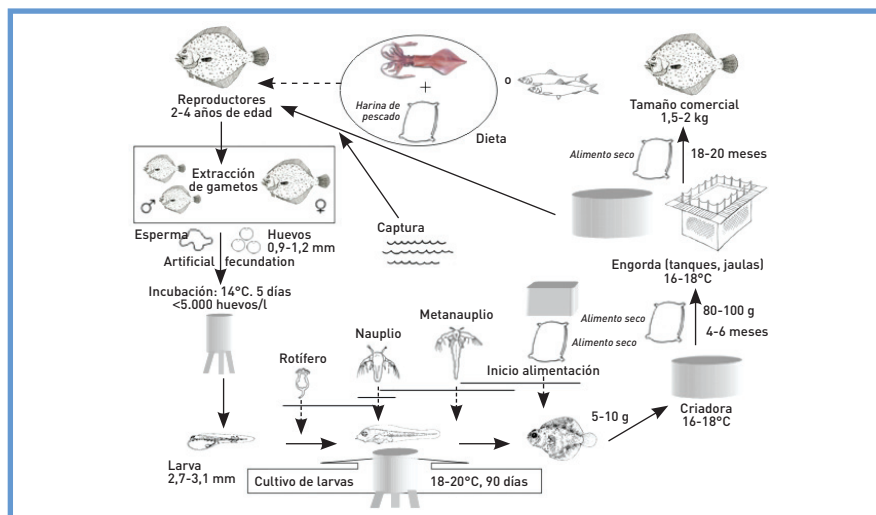 Reproductores
2-4 años de edad
+
Harina de
pescado
o
Dieta
Tamaño comercial
1,5-2 kg
Alimento seco
18-20 meses
Extracción
de gametos
♂
♀
Esperma
Huevos
0,9-1,2 mm
Artificial fecundation
Captura
Incubación: 14°C. 5 días
<5.000 huevos/l
Engorda (tanques, jaulas)
16-18°C
80-100 g
4-6 meses
Alimento seco
Alimento seco
Alimento seco
Metanauplio
Nauplio
Rotífero
Inicio alimentación
Criadora
16-18°C
5-10 g
Larva
2,7-3,1 mm
Cultivo de larvas
18-20°C, 90 días